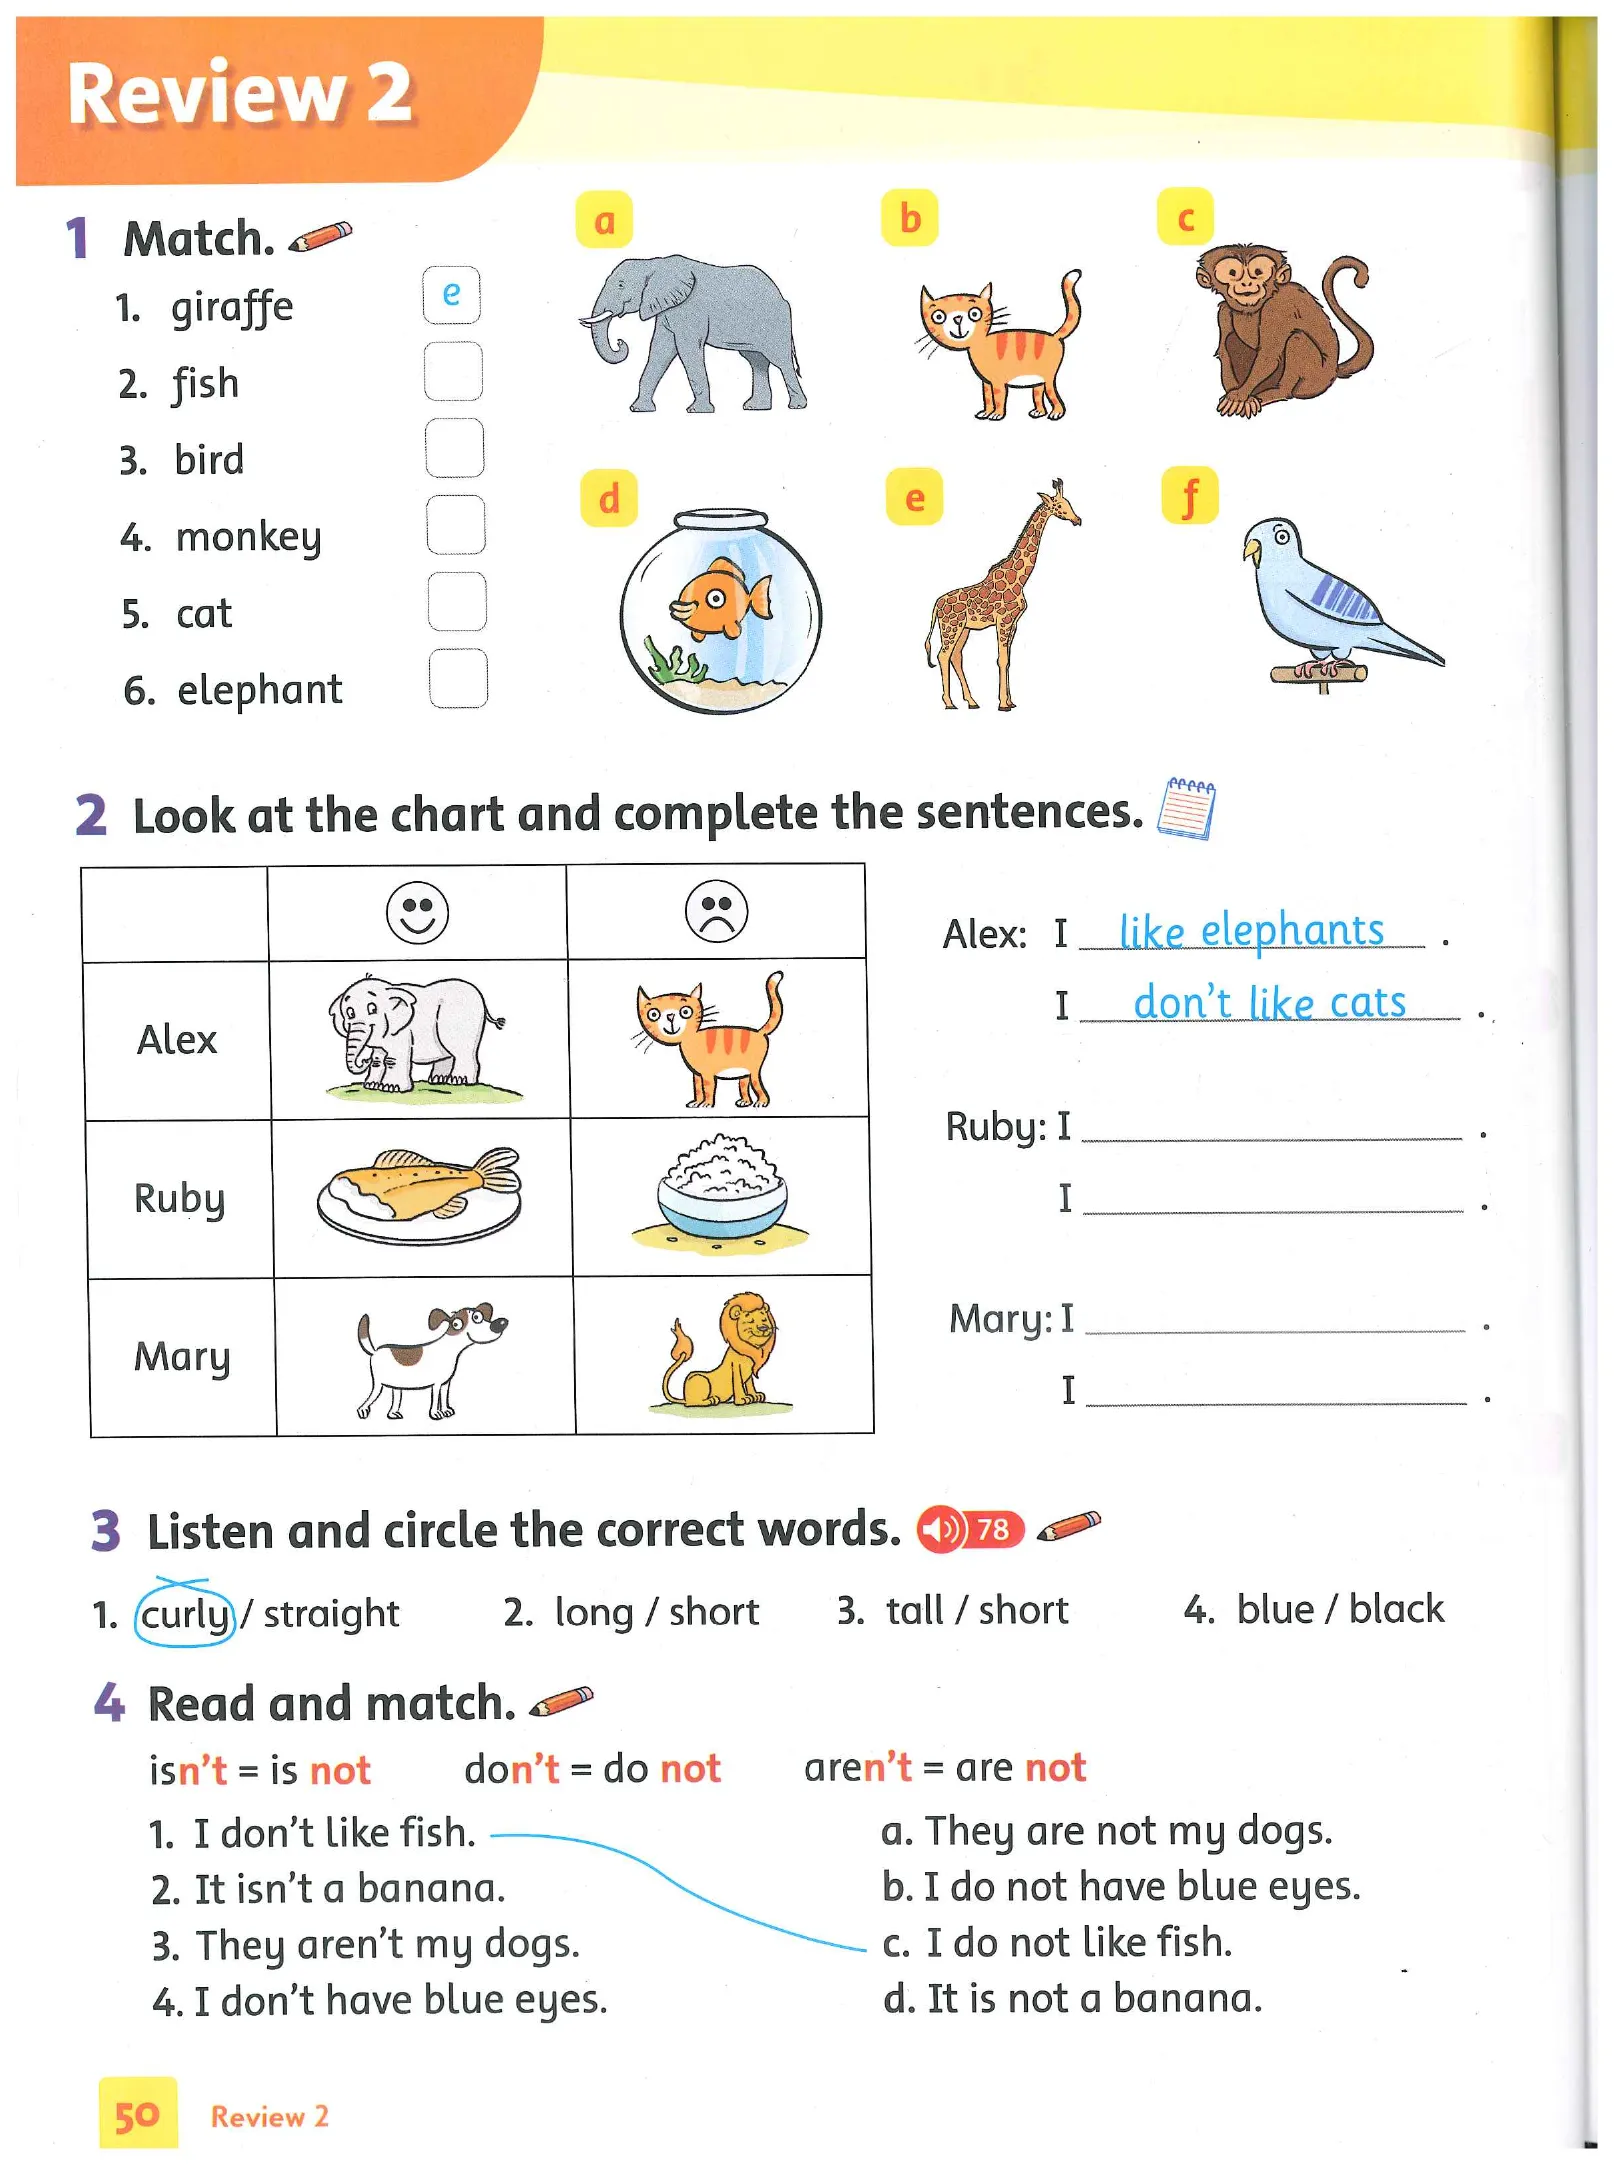 Review 2
1 Match.
a
b
c
1. giraffe e
2. fish
3. bird
4. monkey
5. cat
6. elephant
d
e
f
2 Look at the chart and complete the sentences.
Alex
Ruby
Mary
Alex: I like elephants .
I don't like cats .
Ruby: I .
I .
Mary: I .
I .
3 Listen and circle the correct words. 78
1. curly / straight 2. long / short 3. tall / short 4. blue / black
4 Read and match.
isn't = is not don't = do not aren't = are not
1. I don't like fish.
2. It isn't a banana.
3. They aren't my dogs.
4. I don't have blue eyes.
a. They are not my dogs.
b. I do not have blue eyes.
c. I do not like fish.
d. It is not a banana.
50 Review 2